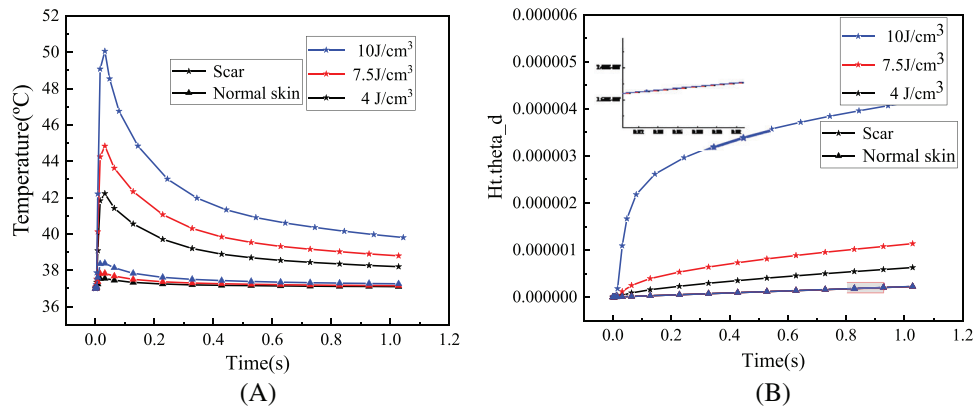 52
50
48
46
44
42
40
38
36
Temperature(ºC)
0.0 0.2 0.4 0.6 0.8 1.0 1.2
Time(s)
Scar
Normal skin
10J/cm³
7.5J/cm³
4 J/cm³
(A)
0.000006
0.000005
0.000004
0.000003
0.000002
0.000001
0.000000
Ht.theta_d
0.0 0.2 0.4 0.6 0.8 1.0 1.2
Time(s)
10J/cm³
7.5J/cm³
4 J/cm³
Scar
Normal skin
(B)